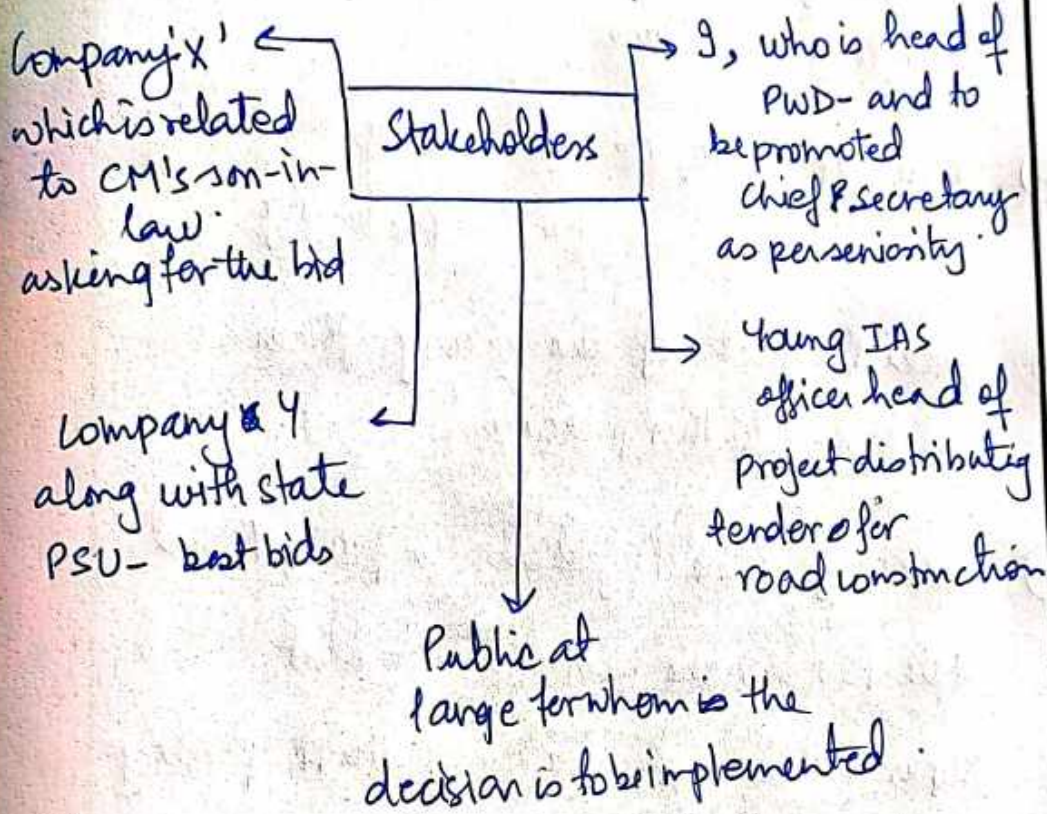 Stakeholders
Company 'X'
which is related
to CM's son-in-
law.
asking for the bid
I, who is head of
PWD- and to
be promoted
Chief secretary
as per seniority.
Company Y
along with state
PSU- best bids
Young IAS
officer head of
project distributig
tender for
road construction
Public at
large for whom is the
decision is to be implemented.